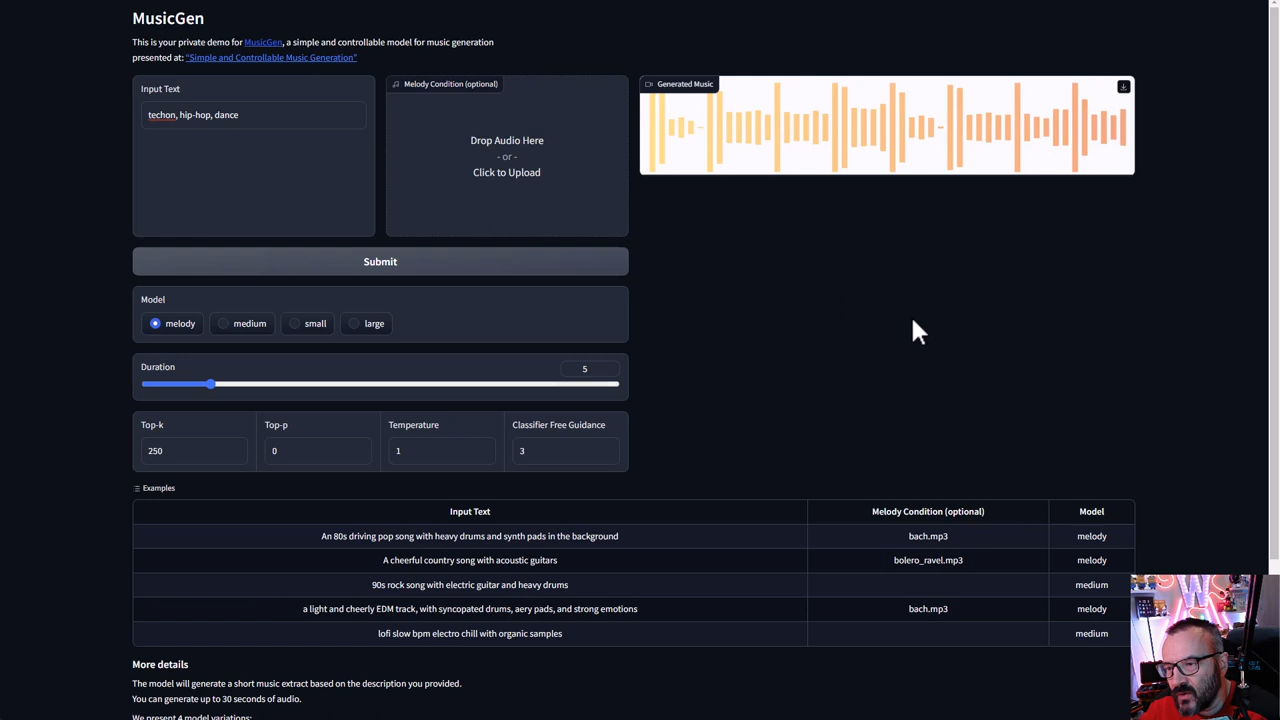 MusicGen
This is your private demo for MusicGen, a simple and controllable model for music generation
presented at: "Simple and Controllable Music Generation"
Input Text
techon, hip-hop, dance
Melody Condition (optional)
Drop Audio Here
- or -
Click to Upload
Generated Music
Submit
Model
melody
medium
small
large
Duration
5
Top-k
250
Top-p
0
Temperature
1
Classifier Free Guidance
3
Examples
Input Text Melody Condition (optional) Model
An 80s driving pop song with heavy drums and synth pads in the background bach.mp3 melody
A cheerful country song with acoustic guitars bolero_ravel.mp3 melody
90s rock song with electric guitar and heavy drums medium
a light and cheerly EDM track, with syncopated drums, aery pads, and strong emotions bach.mp3 melody
lofi slow bpm electro chill with organic samples medium
More details
The model will generate a short music extract based on the description you provided.
You can generate up to 30 seconds of audio.
We present 4 model variations: